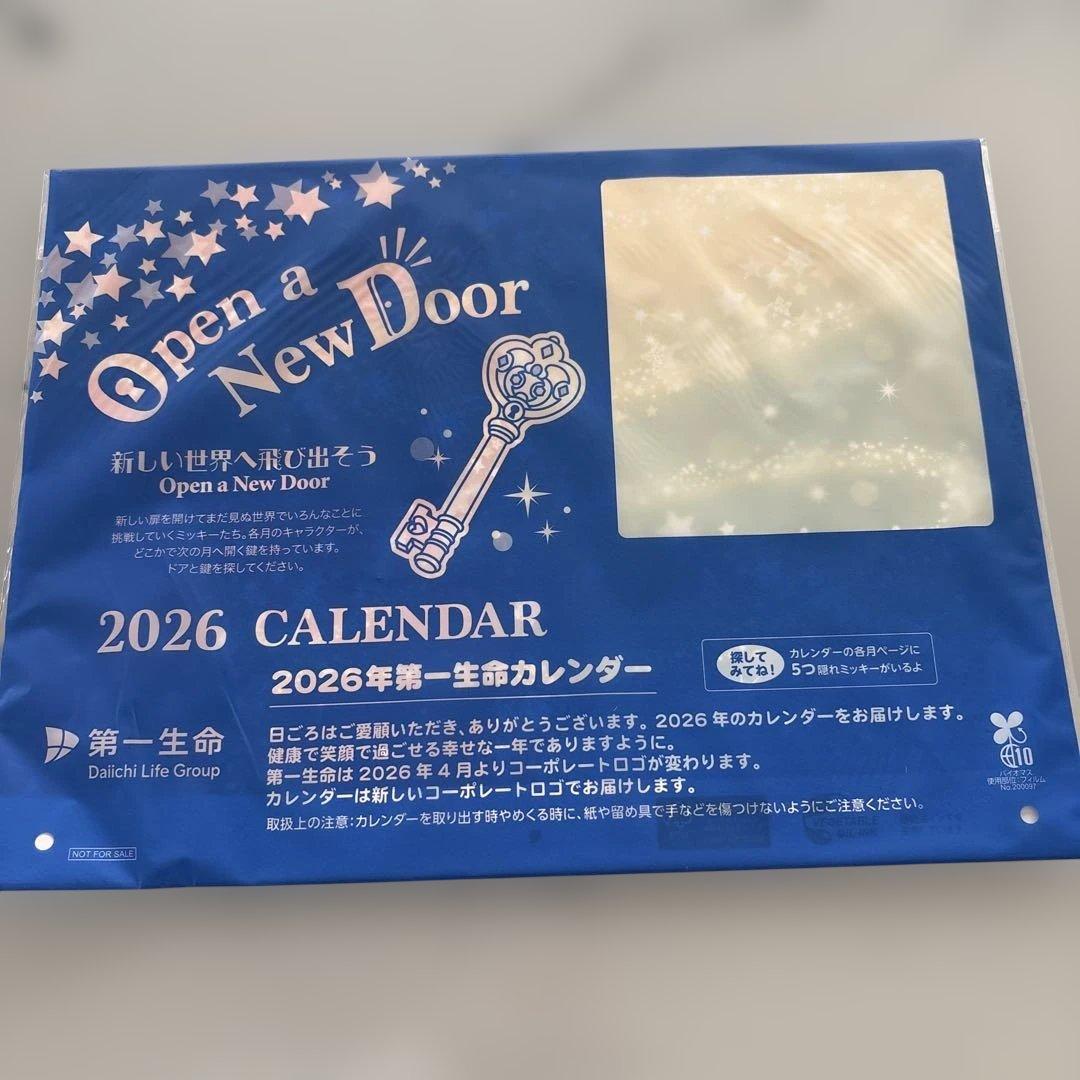 Open a
New Door
新しい世界へ飛び出そう
Open a New Door
新しい扉を開けてまだ見ぬ世界でいろんなことに
挑戦していくミッキーたち。各月のキャラクターが、
どこかで次の月へ開く鍵を持っています。
ドアと鍵を探してください。
2026 CALENDAR
2026年第一生命カレンダー
探して
みてね!
カレンダーの各月ページに
5つ隠れミッキーがいるよ
第一生命
Daiichi Life Group
日ごろはご愛顧いただき、ありがとうございます。2026年のカレンダーをお届けします。
健康で笑顔で過ごせる幸せな一年でありますように。
第一生命は2026年4月よりコーポレートロゴが変わります。
カレンダーは新しいコーポレートロゴでお届けします。
取扱上の注意:カレンダーを取り出す時やめくる時に、紙や留め具で手などを傷つけないようにご注意ください。
10
バイオマス
使用部位:フィルム
No.200097
NOT FOR SALE